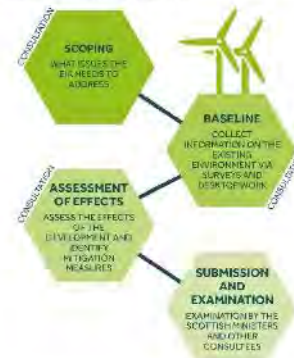 CONSULTATION
SCOPING
WHAT ISSUES THE
EIA NEEDS TO
ADDRESS
BASELINE
COLLECT
INFORMATION ON THE
EXISTING
ENVIRONMENT VIA
SURVEYS AND
DESKTOP WORK
CONSULTATION
CONSULTATION
ASSESSMENT
OF EFFECTS
ASSESS THE EFFECTS
OF THE
DEVELOPMENT AND
IDENTIFY
MITIGATION
MEASURES
SUBMISSION
AND
EXAMINATION
EXAMINATION BY THE
SCOTTISH MINISTERS
AND OTHER
CONSULTEES